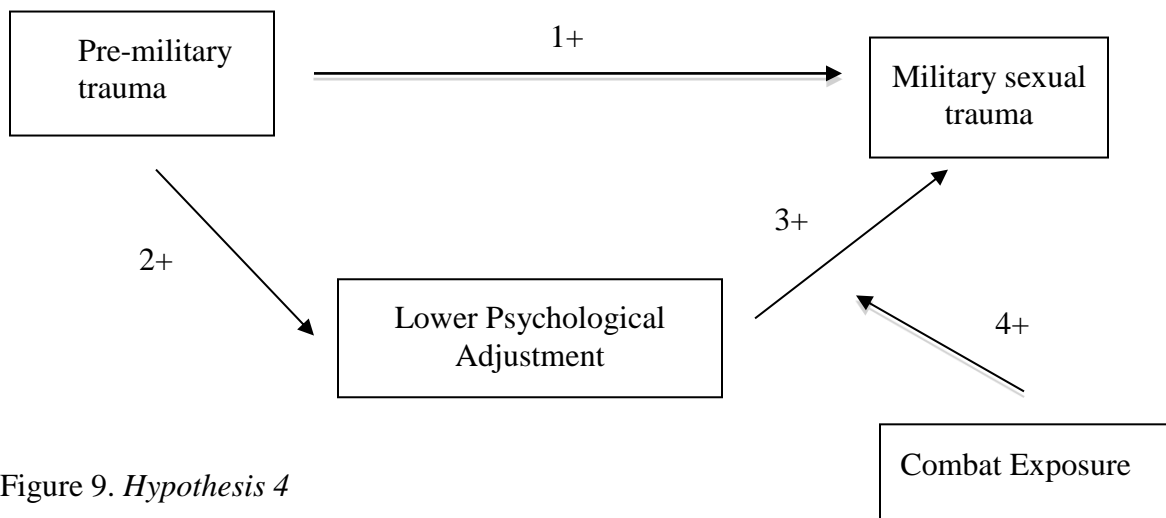 1+
Pre-military
trauma
Military sexual
trauma
3+
2+
Lower Psychological
Adjustment
4+
Combat Exposure
Figure 9. Hypothesis 4